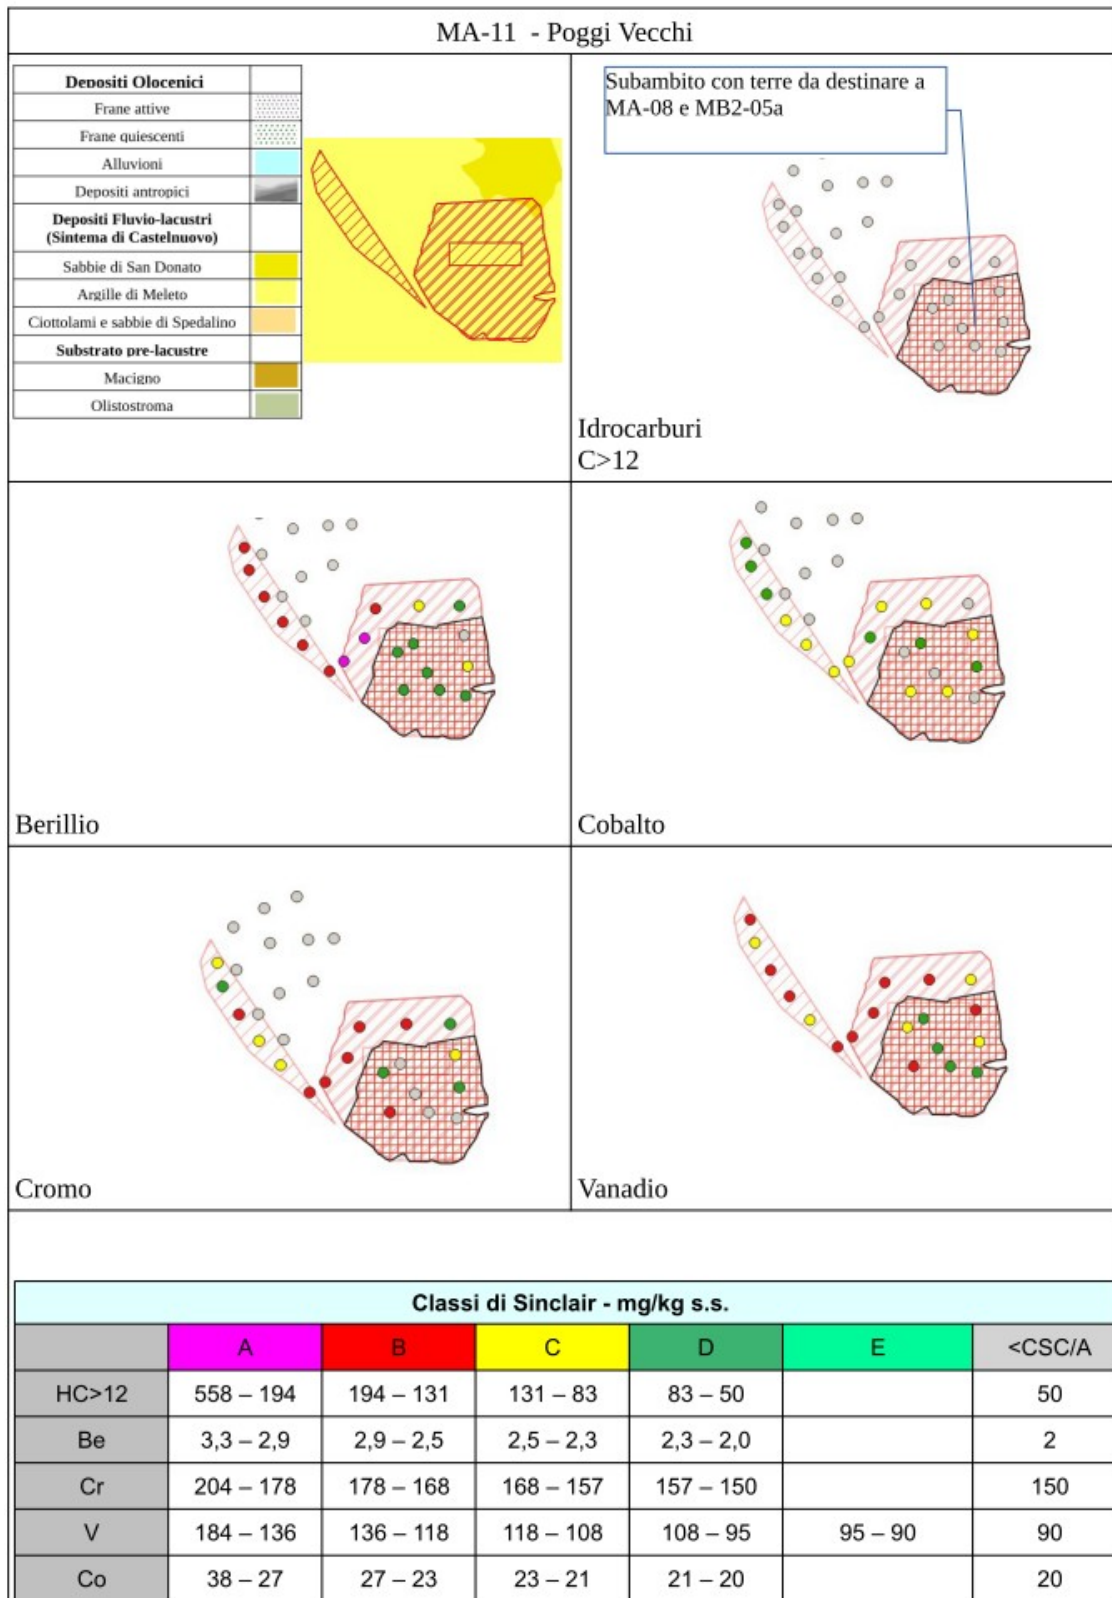 MA-11 - Poggi Vecchi
Depositi Olocenici
Frane attive
Frane quiescenti
Alluvioni
Depositi antropici
Depositi Fluvio-lacustri
(Sintema di Castelnuovo)
Sabbie di San Donato
Argille di Meleto
Ciottolami e sabbie di Spedalino
Substrato pre-lacustre
Macigno
Olistostroma
Subambito con terre da destinare a
MA-08 e MB2-05a
Idrocarburi
C>12
Berillio
Cobalto
Cromo
Vanadio
Classi di Sinclair - mg/kg s.s.
A B C D E <CSC/A
HC>12 558 – 194 194 – 131 131 – 83 83 – 50 50
Be 3,3 – 2,9 2,9 – 2,5 2,5 – 2,3 2,3 – 2,0 2
Cr 204 – 178 178 – 168 168 – 157 157 – 150 150
V 184 – 136 136 – 118 118 – 108 108 – 95 95 – 90 90
Co 38 – 27 27 – 23 23 – 21 21 – 20 20